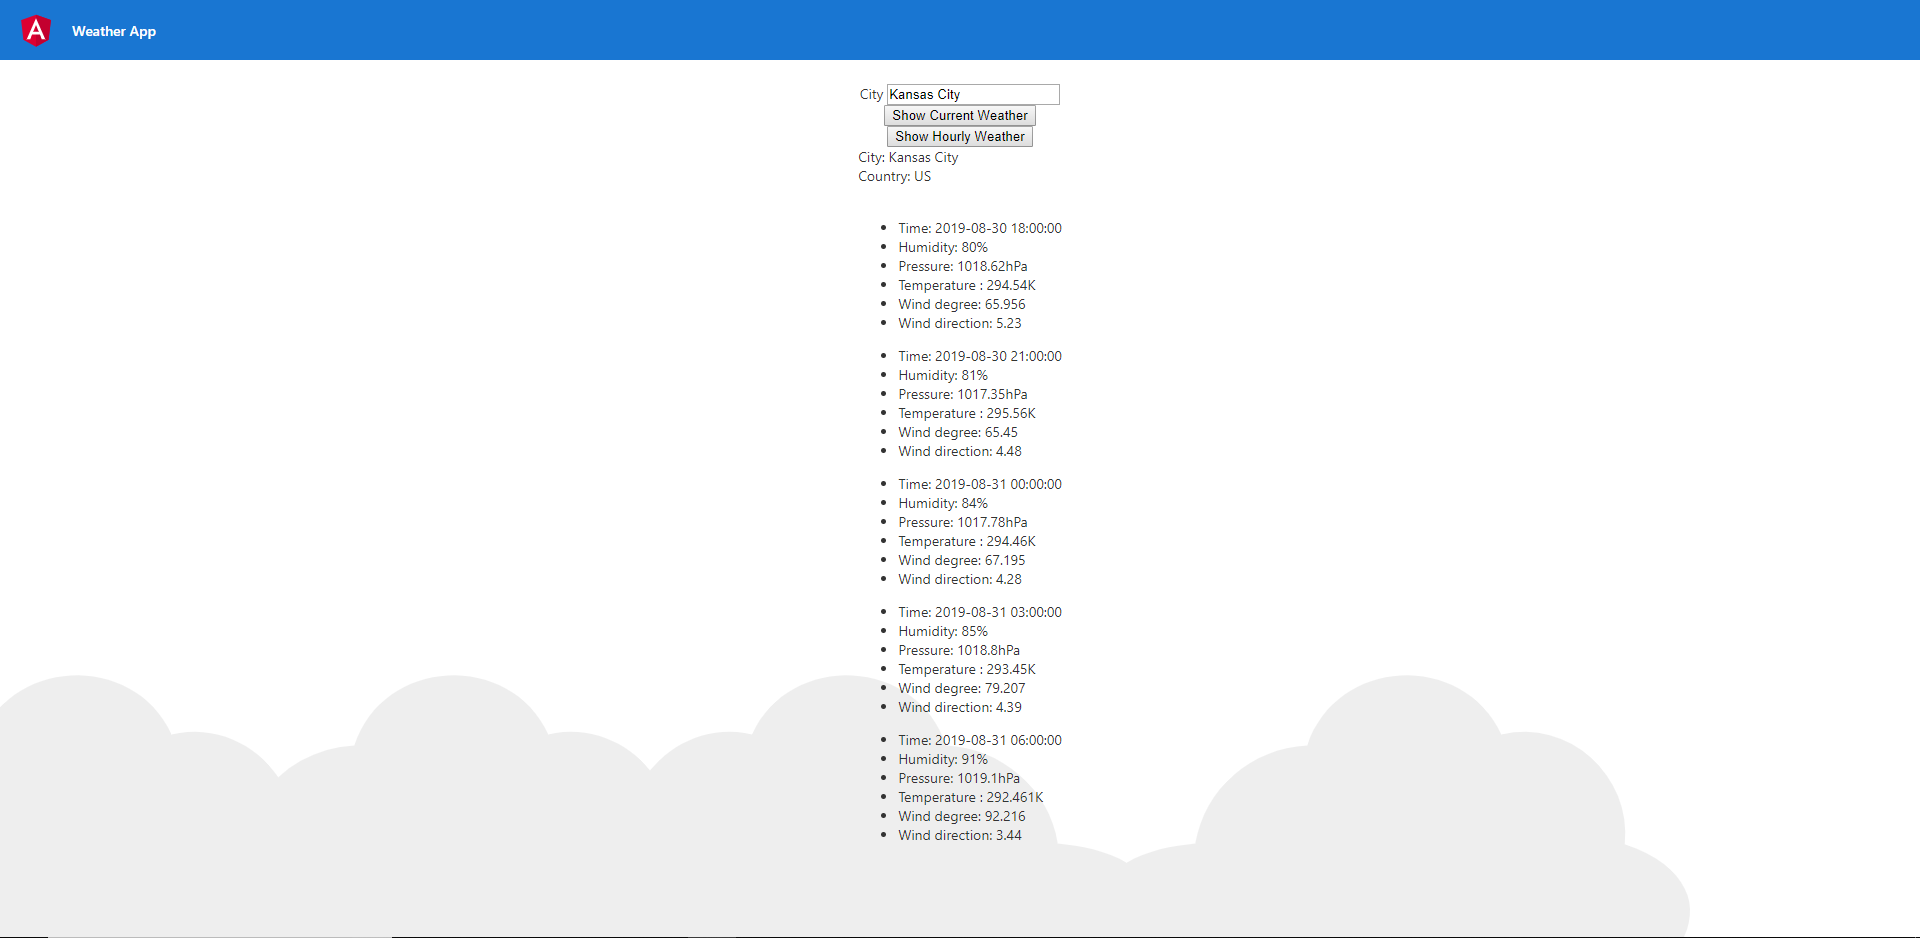 A
Weather App
City Kansas City
Show Current Weather
Show Hourly Weather
City: Kansas City
Country: US
Time: 2019-08-30 18:00:00
Humidity: 80%
Pressure: 1018.62hPa
Temperature : 294.54K
Wind degree: 65.956
Wind direction: 5.23
Time: 2019-08-30 21:00:00
Humidity: 81%
Pressure: 1017.35hPa
Temperature : 295.56K
Wind degree: 65.45
Wind direction: 4.48
Time: 2019-08-31 00:00:00
Humidity: 84%
Pressure: 1017.78hPa
Temperature : 294.46K
Wind degree: 67.195
Wind direction: 4.28
Time: 2019-08-31 03:00:00
Humidity: 85%
Pressure: 1018.8hPa
Temperature : 293.45K
Wind degree: 79.207
Wind direction: 4.39
Time: 2019-08-31 06:00:00
Humidity: 91%
Pressure: 1019.1hPa
Temperature : 292.461K
Wind degree: 92.216
Wind direction: 3.44